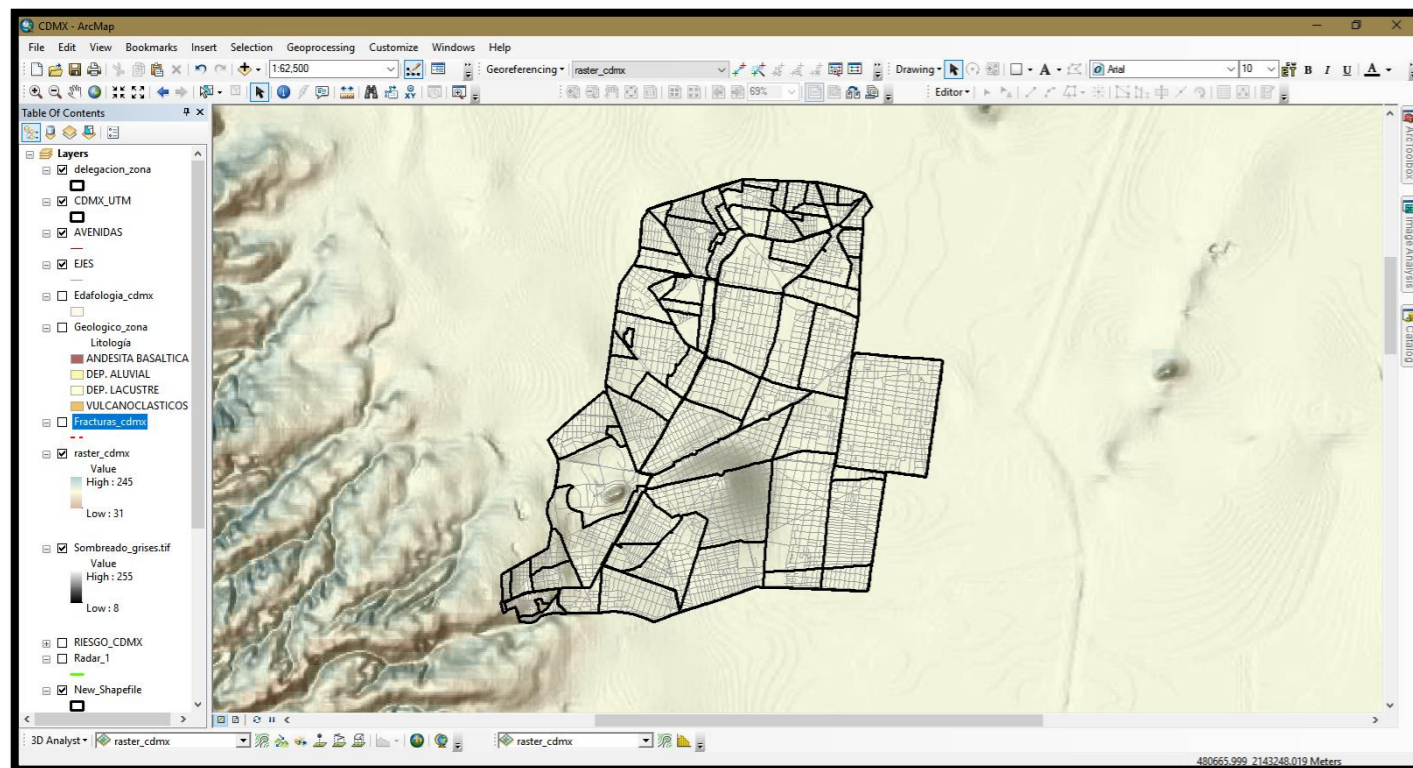 CDMX - ArcMap
File Edit View Bookmarks Insert Selection Geoprocessing Customize Windows Help
1:62,500 Georeferencing raster_cdmx Drawing A Arial 10 B I U A
69% Editor
Table Of Contents
Layers
delegacion_zona
CDMX_UTM
AVENIDAS
EJES
Edafologia_cdmx
Geologico_zona
Litología
ANDESITA BASALTICA
DEP. ALUVIAL
DEP. LACUSTRE
VULCANOCLASTICOS
Fracturas_cdmx
raster_cdmx
Value
High : 245
Low : 31
Sombreado_grises.tif
Value
High : 255
Low : 8
RIESGO_CDMX
Radar_1
New_Shapefile
ArcToolbox
Image Analysis
Catalog
3D Analyst raster_cdmx raster_cdmx
480665.999 2143248.019 Meters